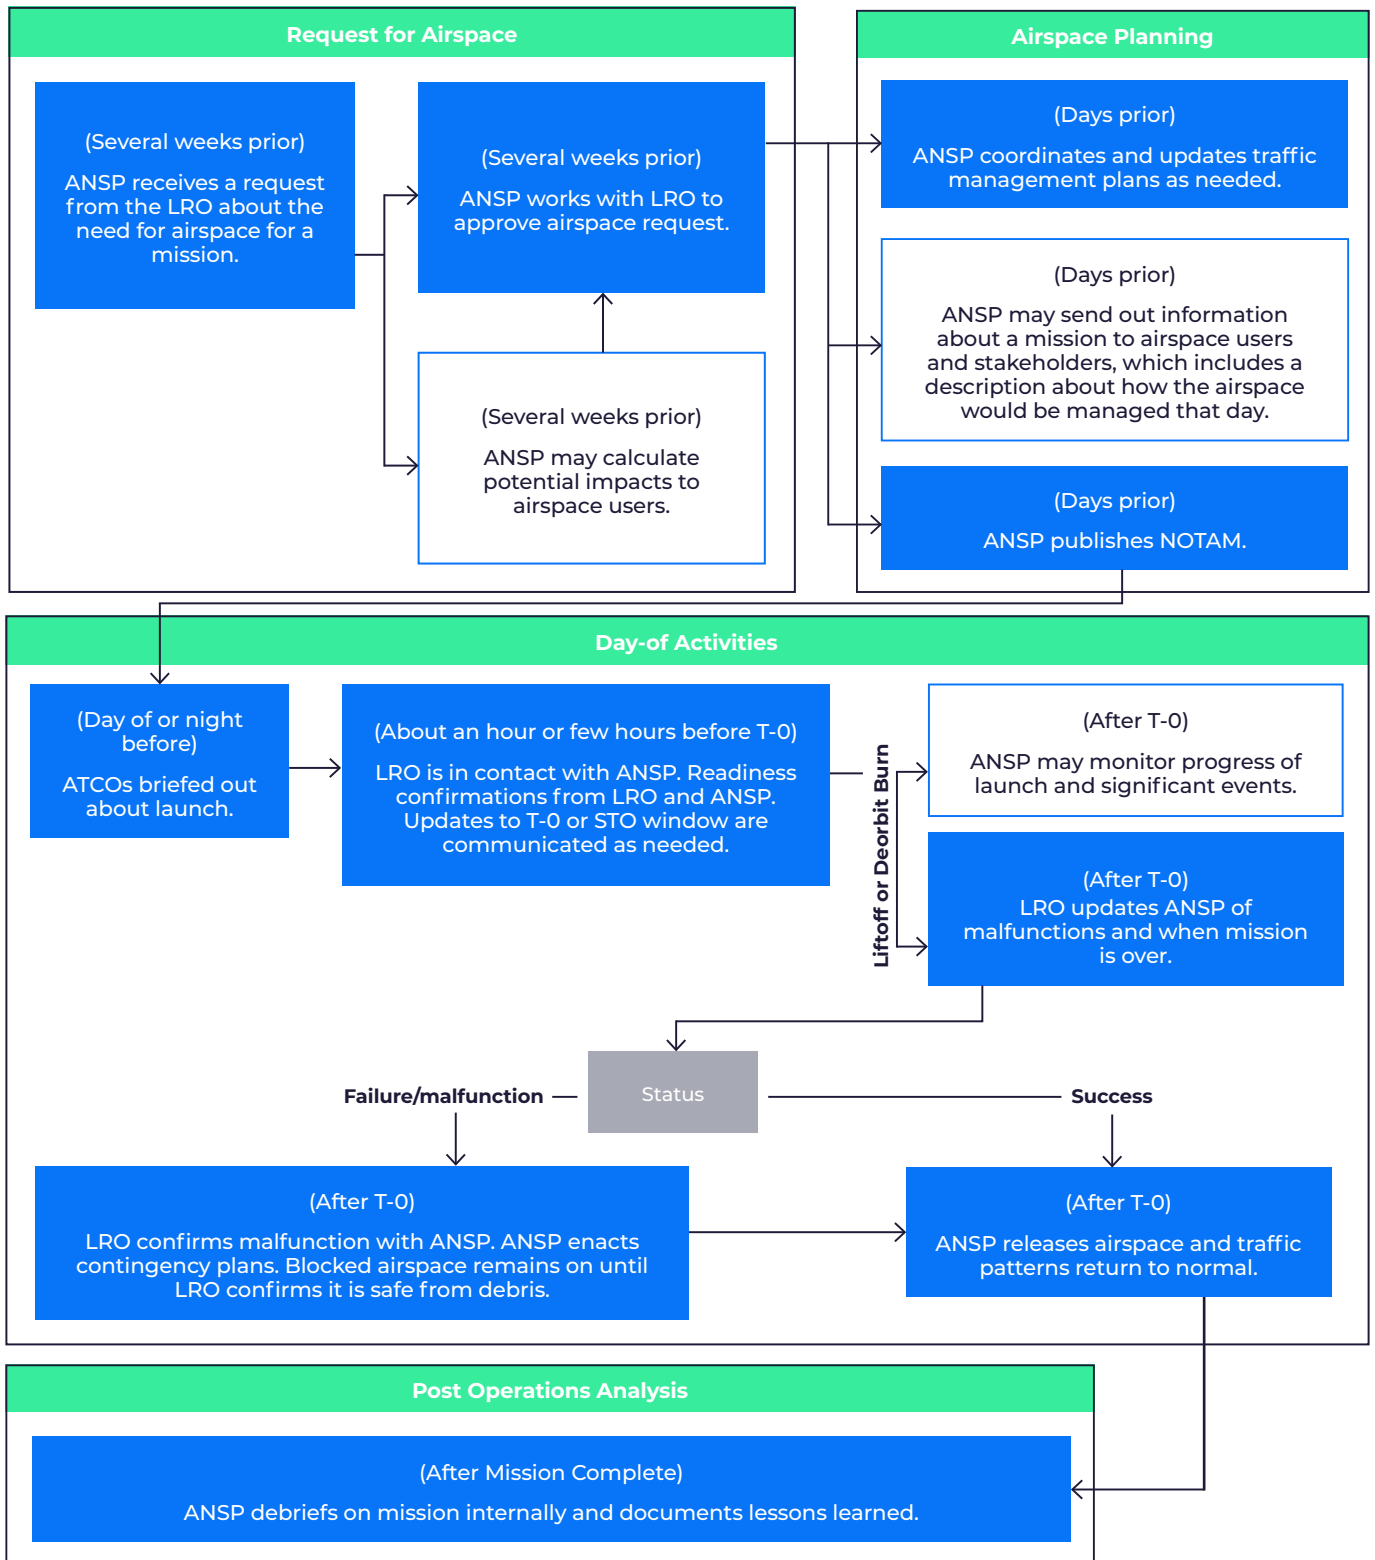 Request for Airspace
(Several weeks prior)
ANSP receives a request
from the LRO about the
need for airspace for a
mission.
(Several weeks prior)
ANSP works with LRO to
approve airspace request.
(Several weeks prior)
ANSP may calculate
potential impacts to
airspace users.
Airspace Planning
(Days prior)
ANSP coordinates and updates traffic
management plans as needed.
(Days prior)
ANSP may send out information
about a mission to airspace users
and stakeholders, which includes a
description about how the airspace
would be managed that day.
(Days prior)
ANSP publishes NOTAM.
Day-of Activities
(Day of or night
before)
ATCOs briefed out
about launch.
(About an hour or few hours before T-0)
LRO is in contact with ANSP. Readiness
confirmations from LRO and ANSP.
Updates to T-0 or STO window are
communicated as needed.
Liftoff or Deorbit Burn
(After T-0)
ANSP may monitor progress of
launch and significant events.
(After T-0)
LRO updates ANSP of
malfunctions and when mission
is over.
Status
Failure/malfunction
Success
(After T-0)
LRO confirms malfunction with ANSP. ANSP enacts
contingency plans. Blocked airspace remains on until
LRO confirms it is safe from debris.
(After T-0)
ANSP releases airspace and traffic
patterns return to normal.
Post Operations Analysis
(After Mission Complete)
ANSP debriefs on mission internally and documents lessons learned.